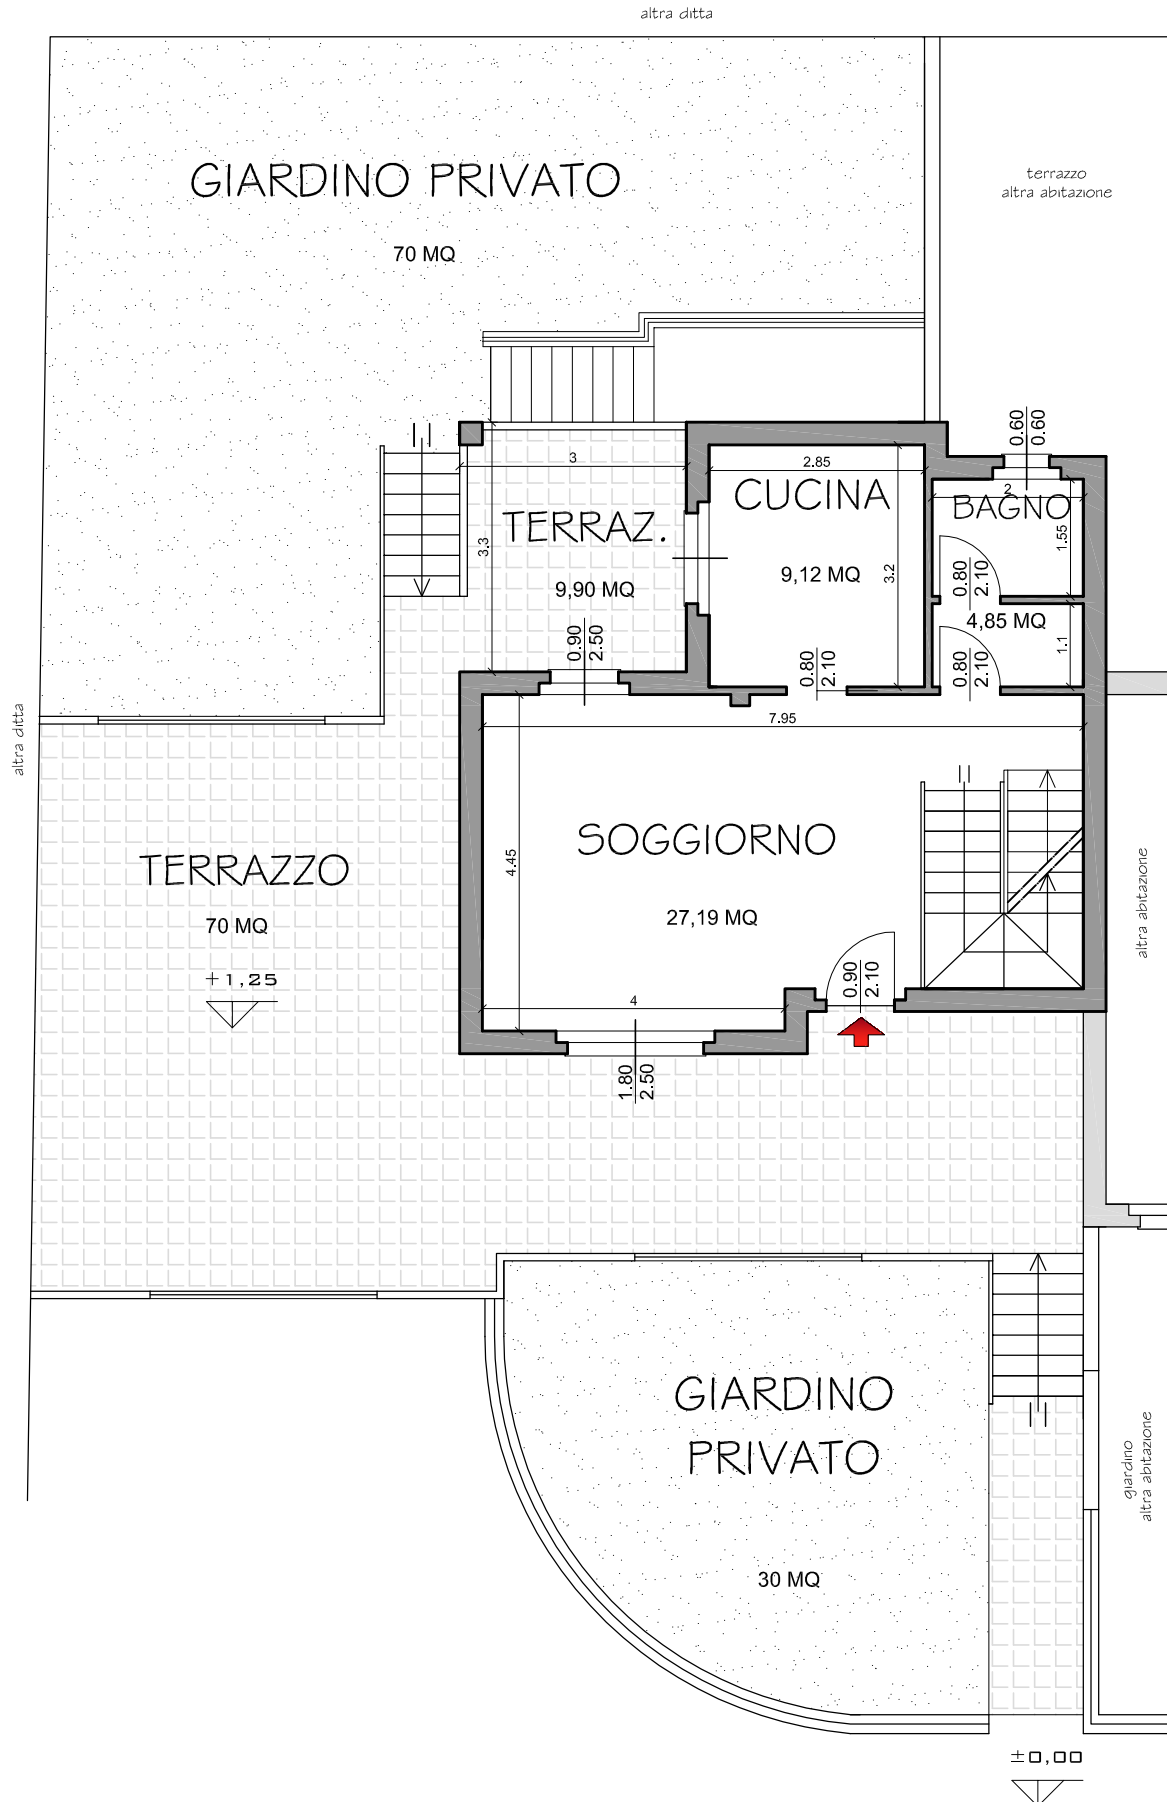 altra ditta
GIARDINO PRIVATO
70 MQ
terrazzo
altra abitazione
0.60
0.60
3
2.85
2
CUCINA
BAGNO
TERRAZ.
3.3
1.55
9,12 MQ
3.2
9,90 MQ
0.80
2.10
4,85 MQ
0.90
2.50
1.1
0.80
2.10
0.80
2.10
7.95
altra ditta
SOGGIORNO
4.45
TERRAZZO
70 MQ
27,19 MQ
altra abitazione
+1,25
0.90
2.10
4
1.80
2.50
GIARDINO
PRIVATO
30 MQ
giardino
altra abitazione
±0,00